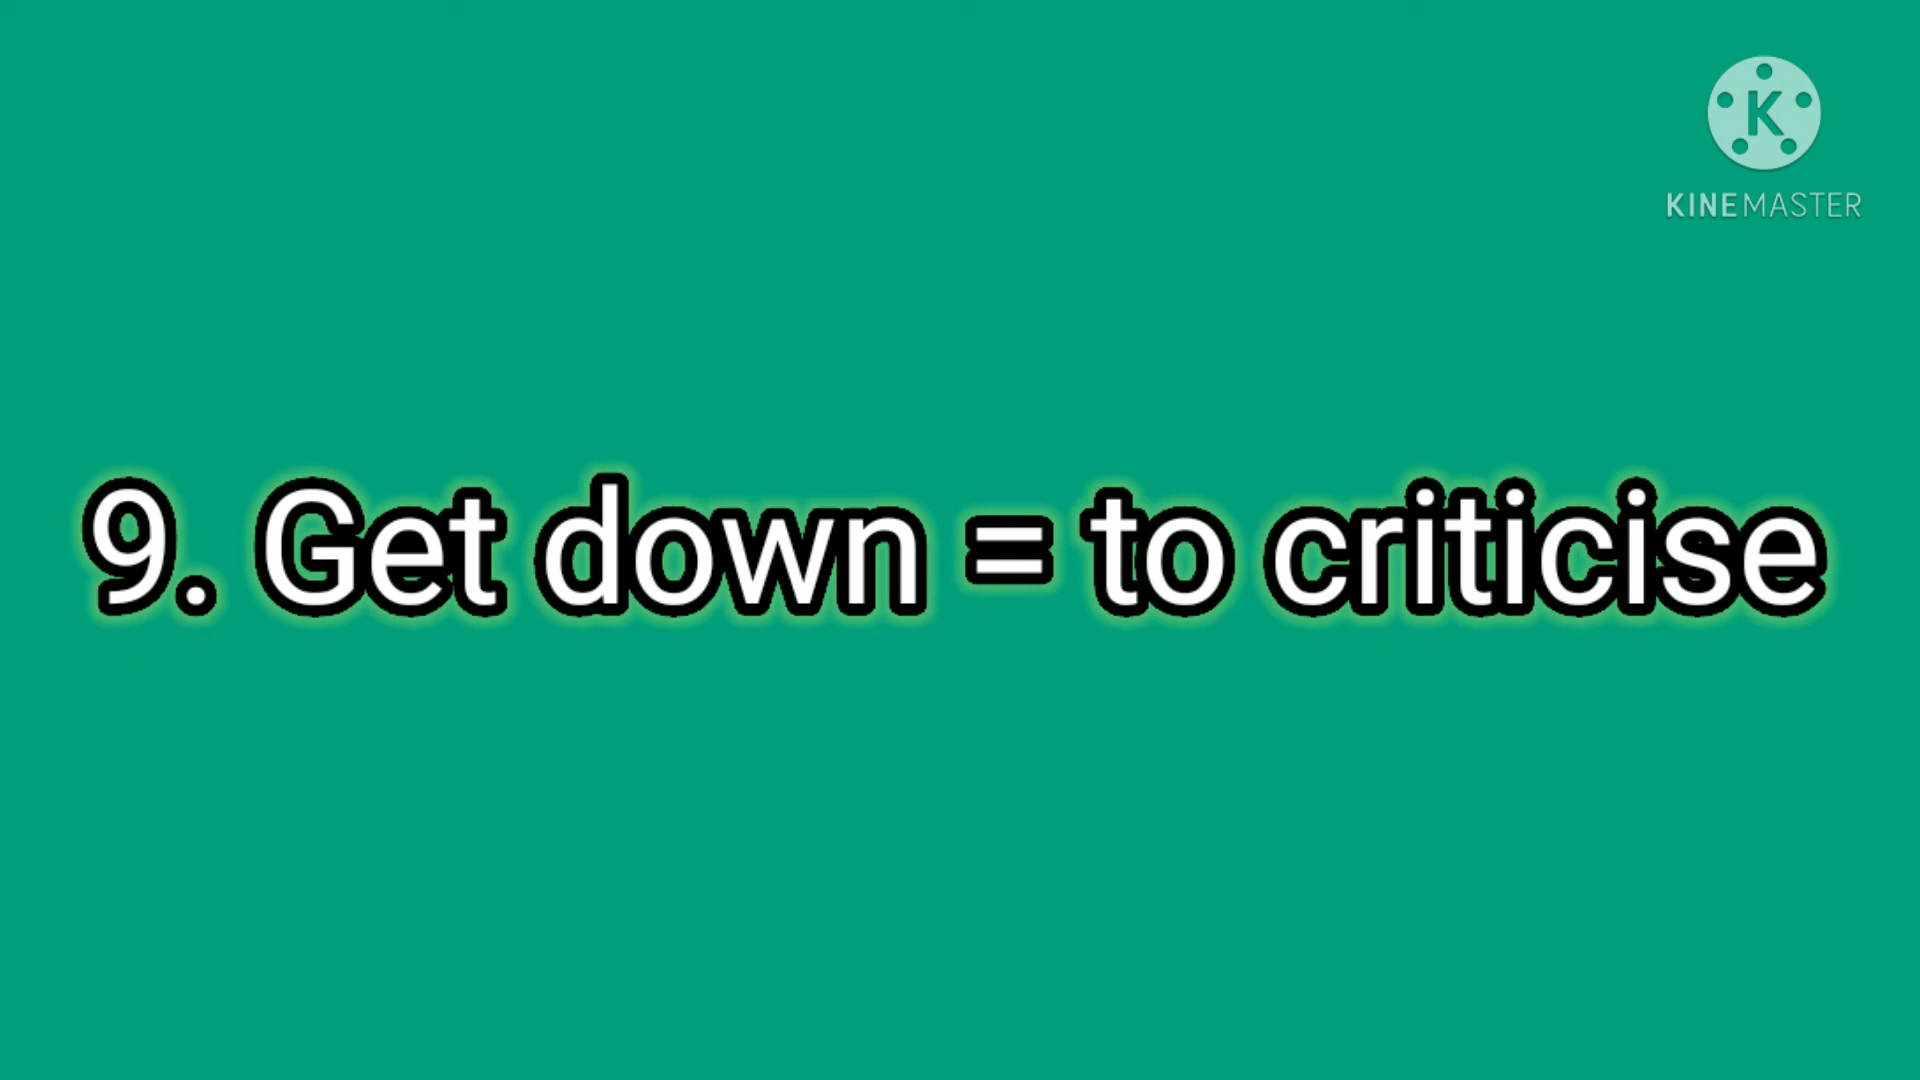 K
KINEMASTER
9. Get down = to criticise